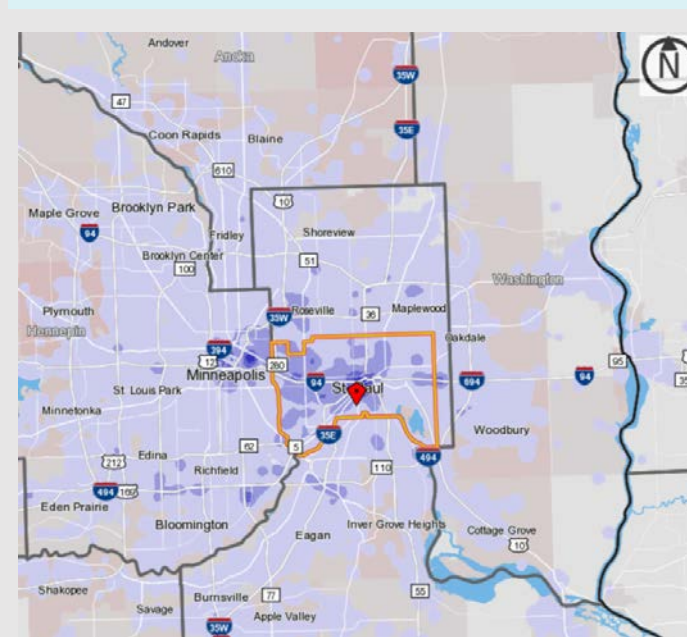 Andover
Anoka
N
35W
47
35E
Coon Rapids
Blaine
610
10
Maple Grove
Brooklyn Park
94
Fridley
Shoreview
Brooklyn Center
51
100
Washington
Plymouth
Roseville
36
Maplewood
Hennepin
35W
Oakdale
394
280
95
12
Minneapolis
94
St. Paul
694
94
35
St. Louis Park
Minnetonka
35E
Woodbury
Edina
62
5
212
Richfield
110
494
494
169
Eden Prairie
Bloomington
Inver Grove Heights
Cottage Grove
Eagan
10
Shakopee
Burnsville
77
55
Savage
Apple Valley
35W